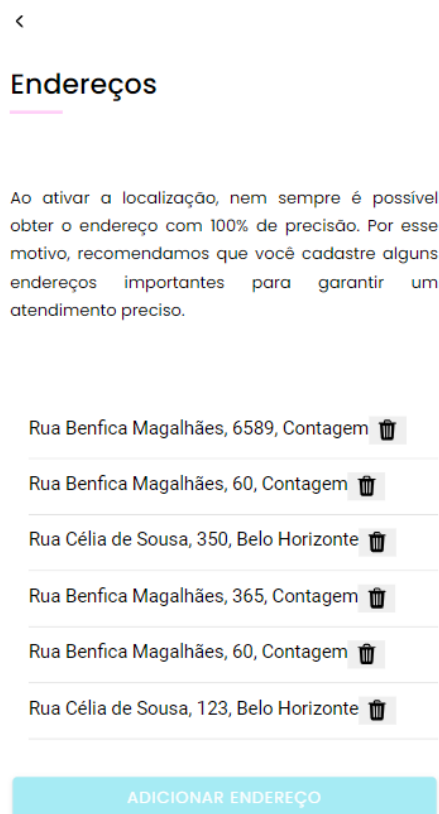 Endereços
Ao ativar a localização, nem sempre é possível
obter o endereço com 100% de precisão. Por esse
motivo, recomendamos que você cadastre alguns
endereços importantes para garantir um
atendimento preciso.
Rua Benfica Magalhães, 6589, Contagem
Rua Benfica Magalhães, 60, Contagem
Rua Célia de Sousa, 350, Belo Horizonte
Rua Benfica Magalhães, 365, Contagem
Rua Benfica Magalhães, 60, Contagem
Rua Célia de Sousa, 123, Belo Horizonte
ADICIONAR ENDEREÇO